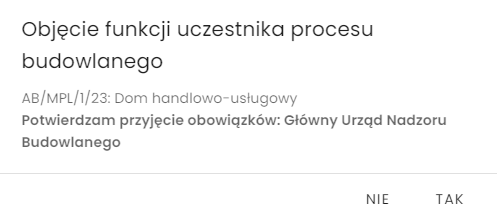 Objęcie funkcji uczestnika procesu
budowlanego
AB/MPL/1/23: Dom handlowo-usługowy
Potwierdzam przyjęcie obowiązków: Główny Urząd Nadzoru
Budowlanego
NIE TAK